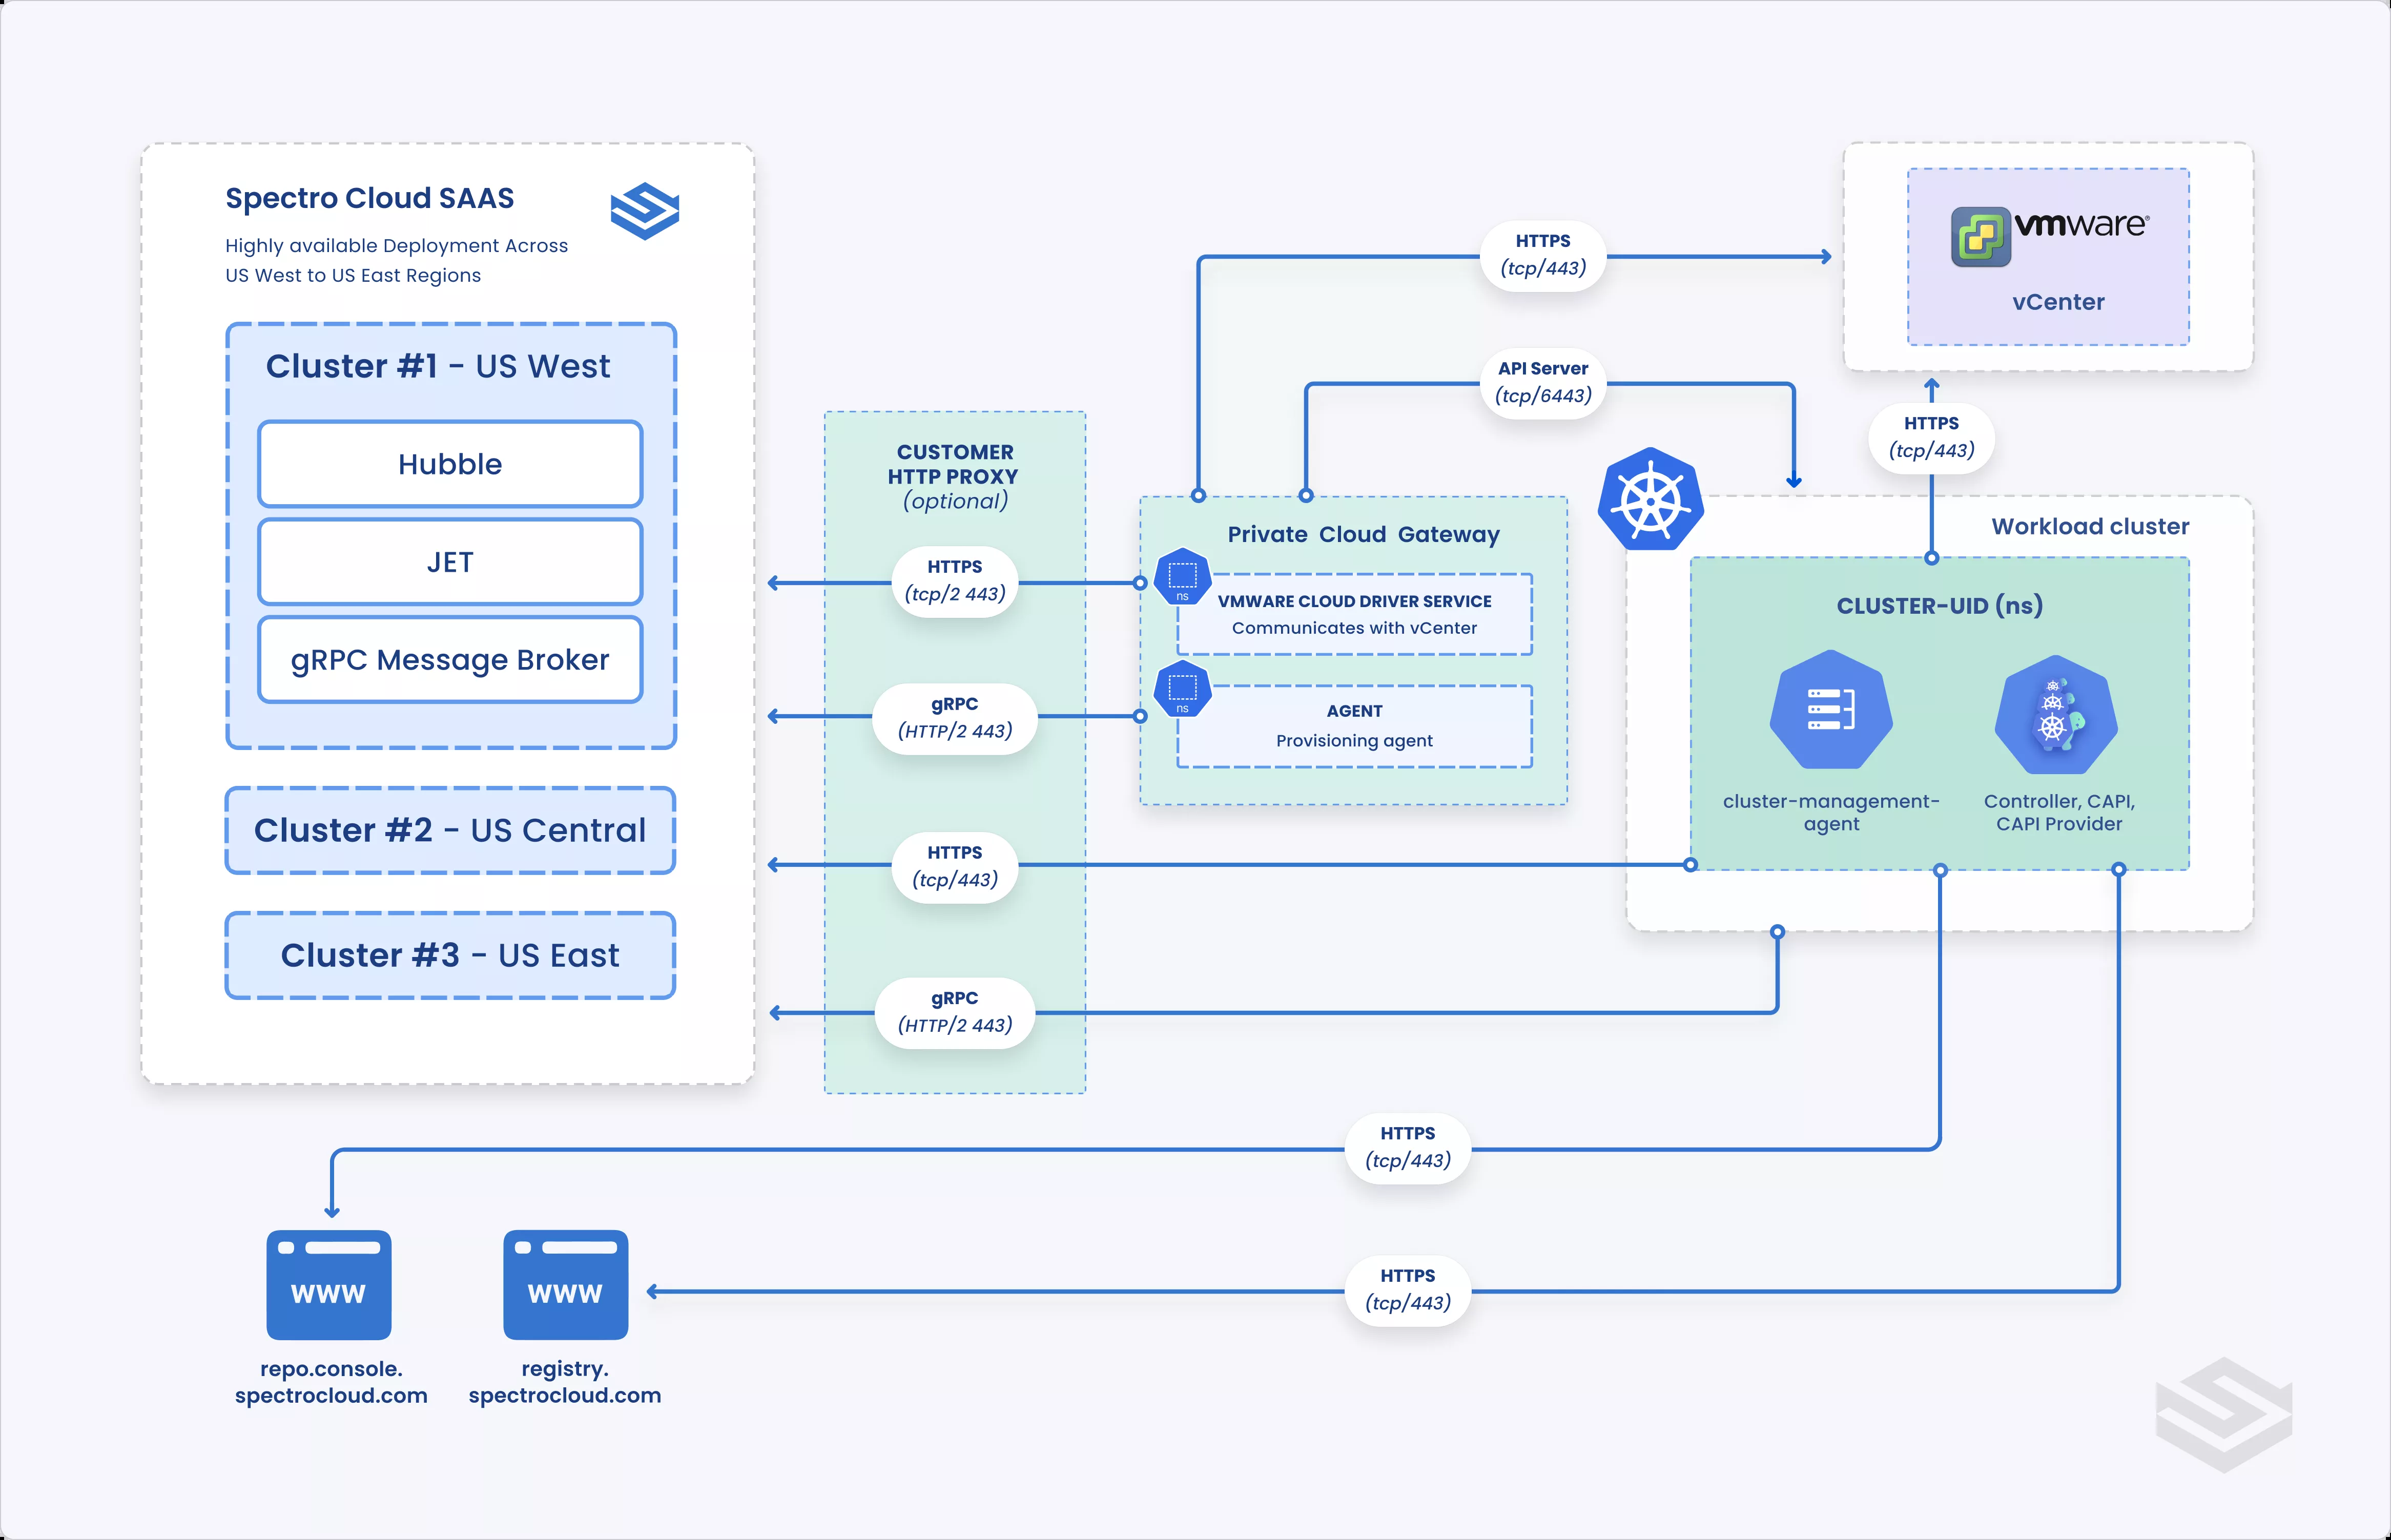 Spectro Cloud SAAS
Highly available Deployment Across
US West to US East Regions
Cluster #1 - US West
Hubble
JET
gRPC Message Broker
Cluster #2 - US Central
Cluster #3 - US East
CUSTOMER
HTTP PROXY
(optional)
HTTPS
(tcp/2 443)
gRPC
(HTTP/2 443)
HTTPS
(tcp/443)
gRPC
(HTTP/2 443)
Private Cloud Gateway
ns
VMWARE CLOUD DRIVER SERVICE
Communicates with vCenter
ns
AGENT
Provisioning agent
HTTPS
(tcp/443)
API Server
(tcp/6443)
vmware®
vCenter
HTTPS
(tcp/443)
Workload cluster
CLUSTER-UID (ns)
cluster-management-
agent
Controller, CAPI,
CAPI Provider
HTTPS
(tcp/443)
HTTPS
(tcp/443)
www
repo.console.
spectrocloud.com
www
registry.
spectrocloud.com